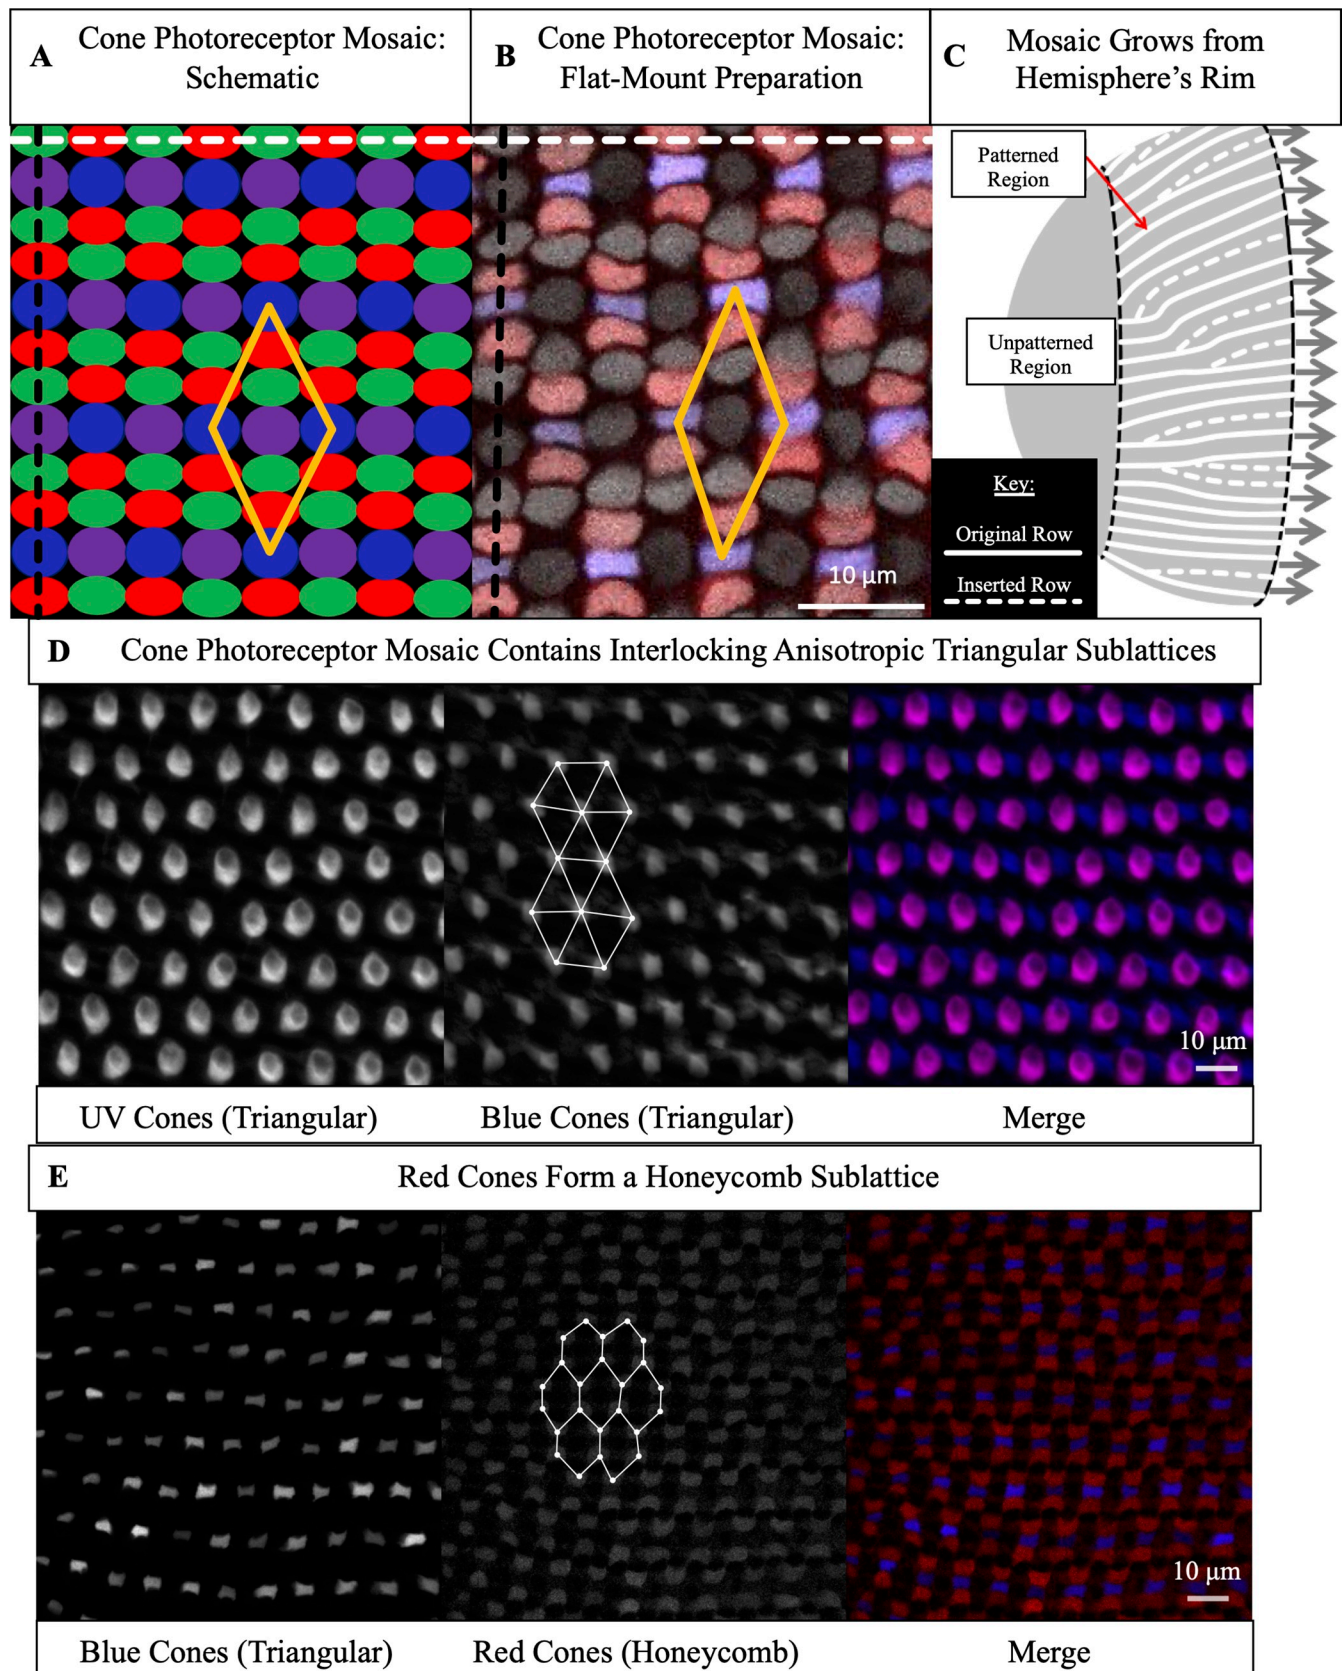 A
Cone Photoreceptor Mosaic:
Schematic
B
Cone Photoreceptor Mosaic:
Flat-Mount Preparation
C
Mosaic Grows from
Hemisphere's Rim
10 μm
Patterned
Region
Unpatterned
Region
Key:
Original Row
Inserted Row
D
Cone Photoreceptor Mosaic Contains Interlocking Anisotropic Triangular Sublattices
10 μm
UV Cones (Triangular)
Blue Cones (Triangular)
Merge
E
Red Cones Form a Honeycomb Sublattice
10 μm
Blue Cones (Triangular)
Red Cones (Honeycomb)
Merge